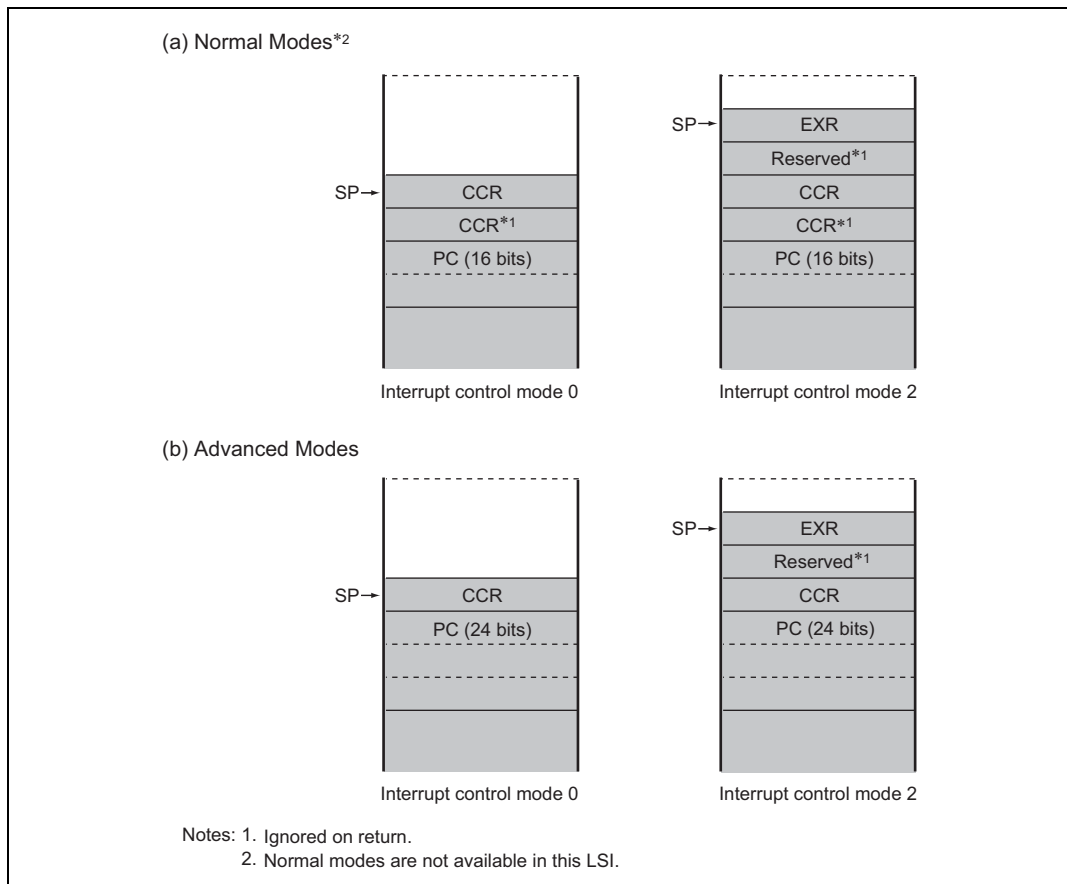 (a) Normal Modes*2
SP→ CCR
CCR*1
PC (16 bits)
Interrupt control mode 0
SP→ EXR
Reserved*1
CCR
CCR*1
PC (16 bits)
Interrupt control mode 2
(b) Advanced Modes
SP→ CCR
PC (24 bits)
Interrupt control mode 0
SP→ EXR
Reserved*1
CCR
PC (24 bits)
Interrupt control mode 2
Notes: 1. Ignored on return.
2. Normal modes are not available in this LSI.